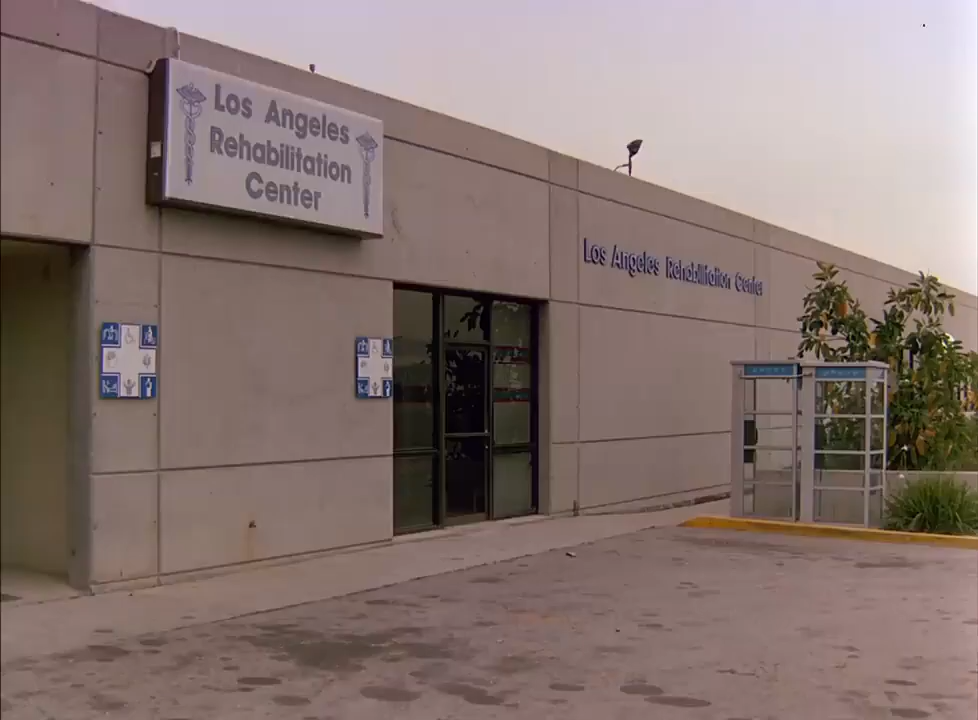 Los Angeles
Rehabilitation
Center
Los Angeles Rehabilitation Center